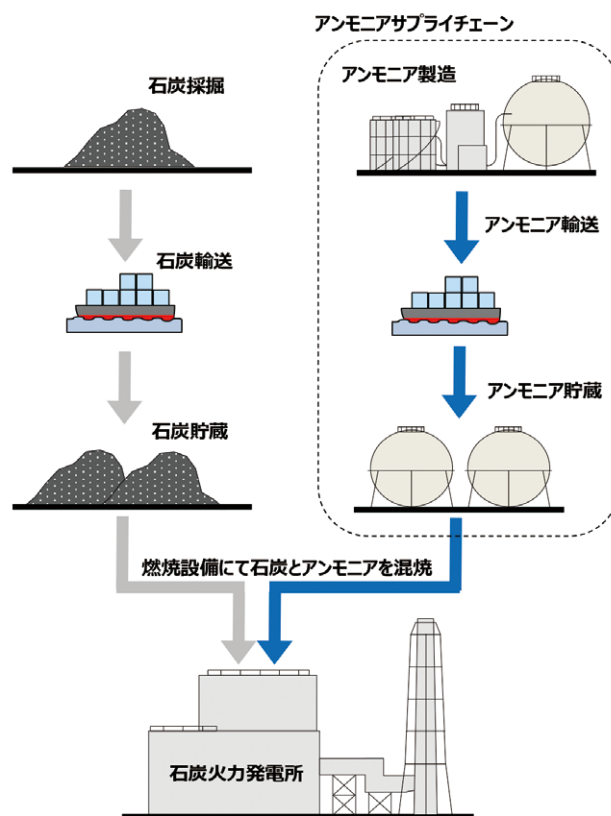 アンモニアサプライチェーン
石炭採掘
アンモニア製造
石炭輸送
アンモニア輸送
石炭貯蔵
アンモニア貯蔵
燃焼設備にて石炭とアンモニアを混焼
石炭火力発電所